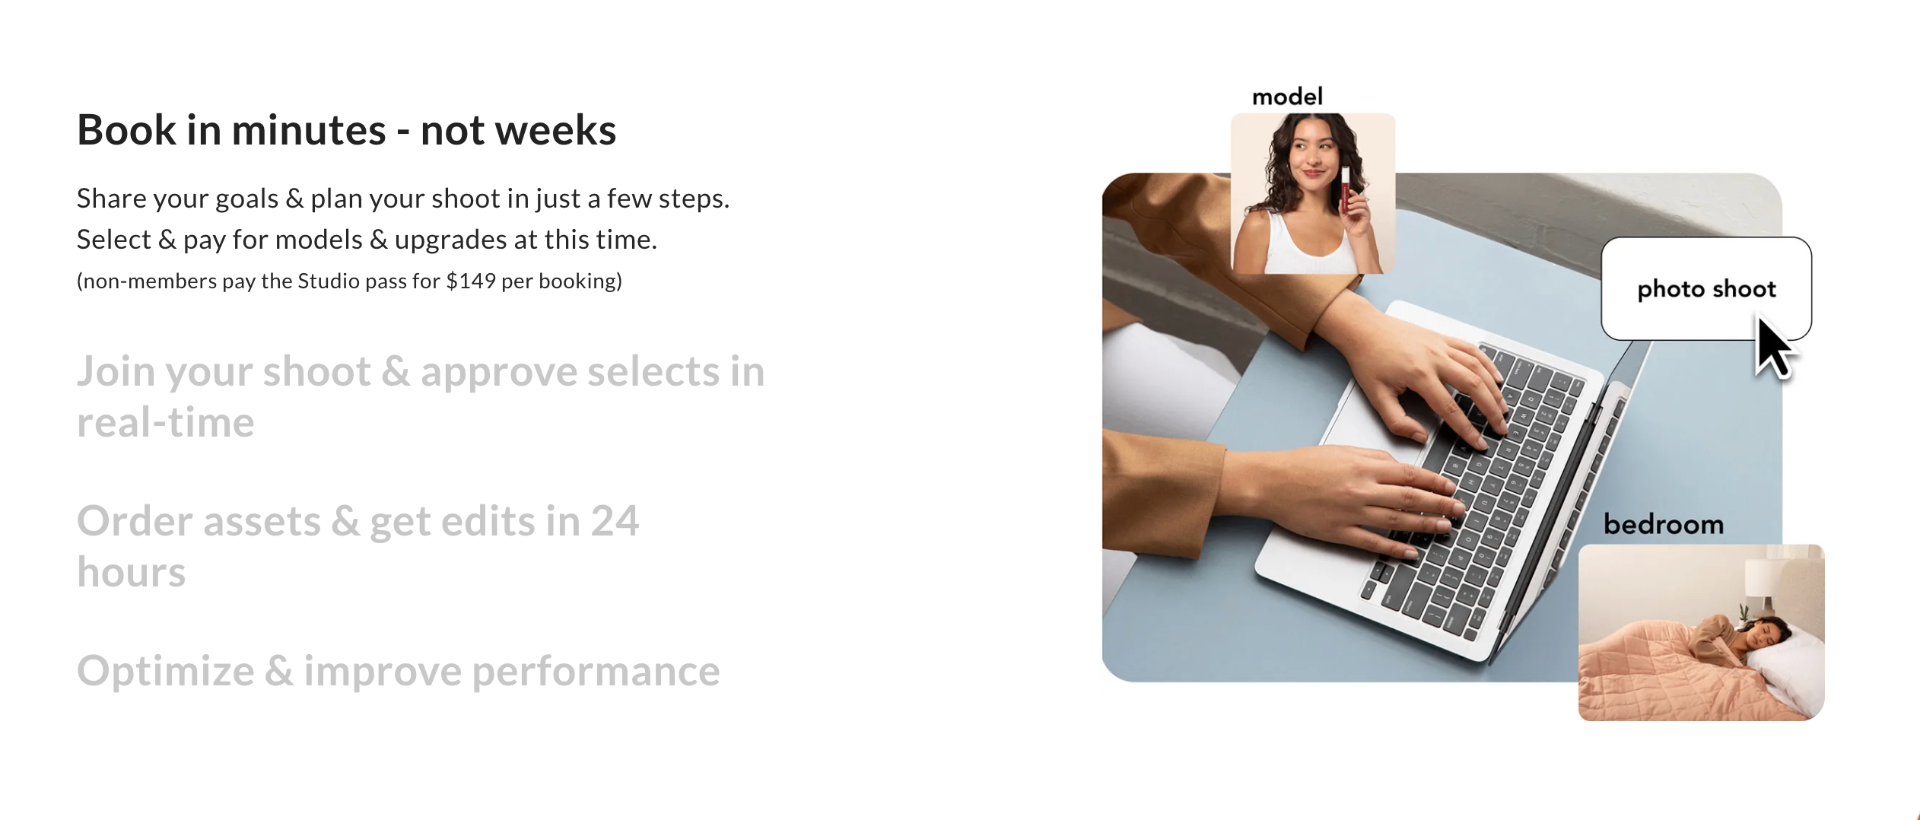 Book in minutes - not weeks
Share your goals & plan your shoot in just a few steps.
Select & pay for models & upgrades at this time.
(non-members pay the Studio pass for $149 per booking)
Join your shoot & approve selects in
real-time
Order assets & get edits in 24
hours
Optimize & improve performance
model
photo shoot
bedroom